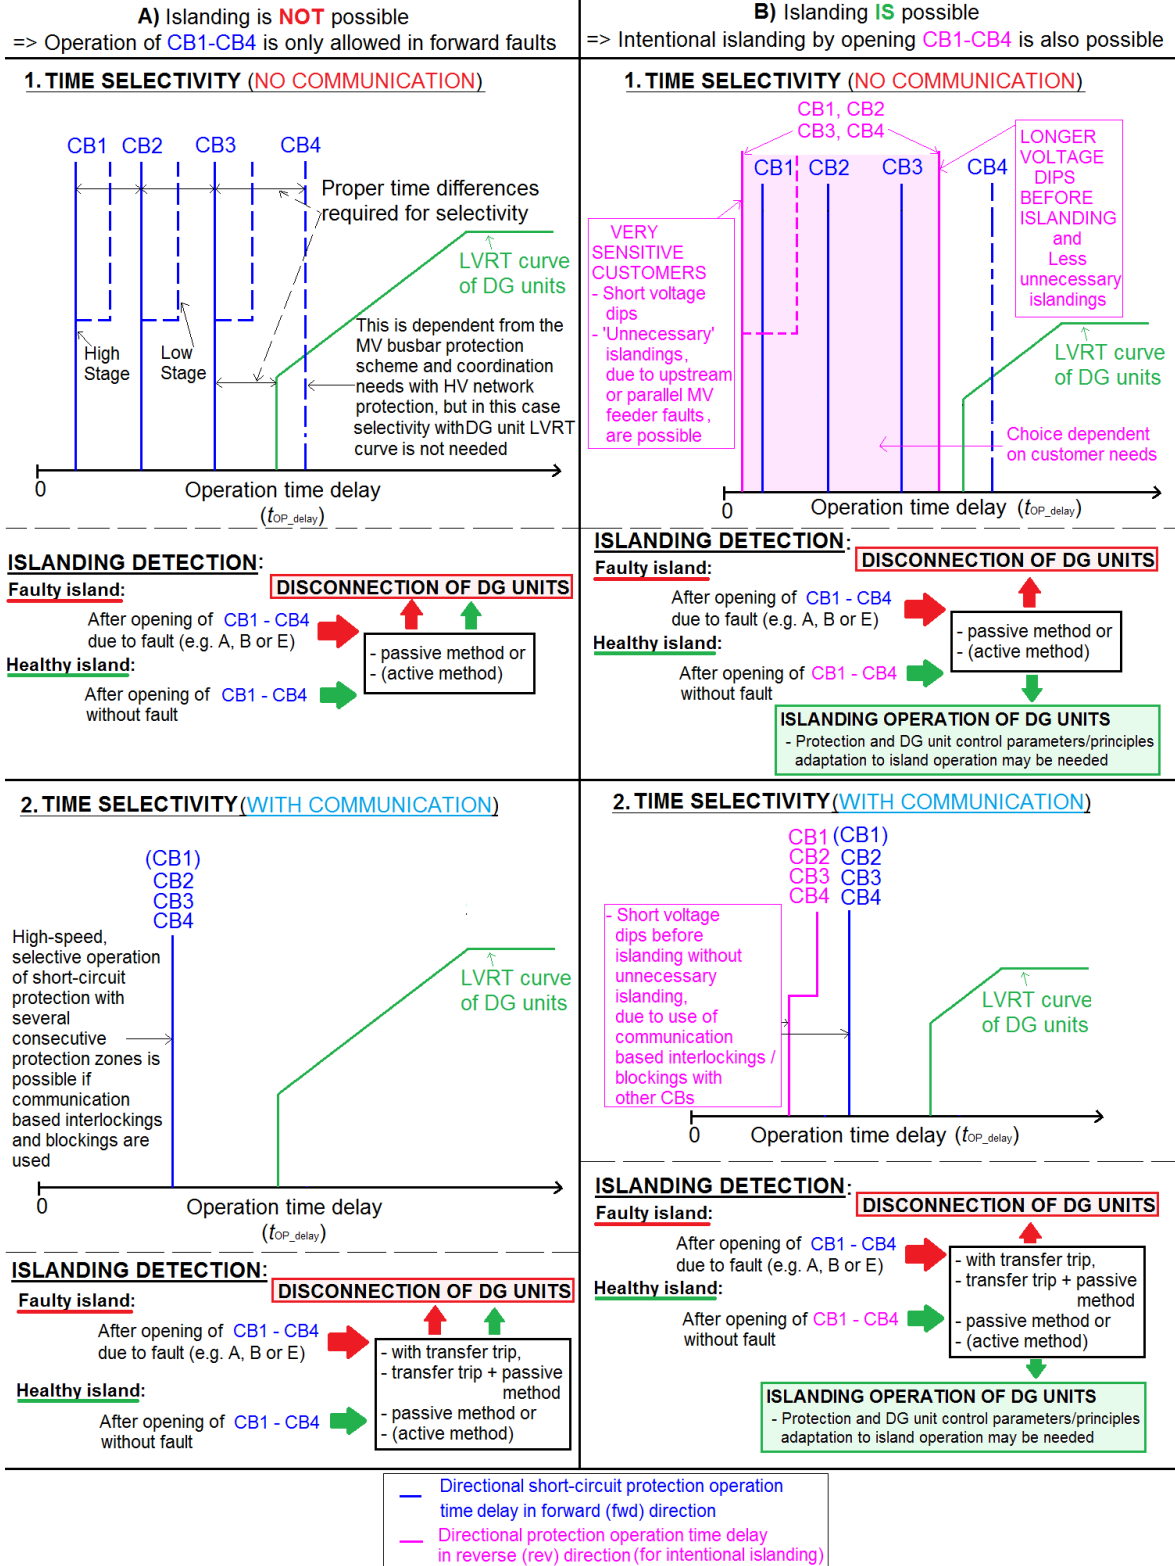 A) Islanding is NOT possible
=> Operation of CB1-CB4 is only allowed in forward faults
1. TIME SELECTIVITY (NO COMMUNICATION)
CB1
CB2
CB3
CB4
Proper time differences
required for selectivity
LVRT curve
of DG units
High
Stage
Low
Stage
This is dependent from the
MV busbar protection
scheme and coordination
needs with HV network
protection, but in this case
selectivity withDG unit LVRT
curve is not needed
0
Operation time delay
(tOP_delay)
ISLANDING DETECTION:
Faulty island:
DISCONNECTION OF DG UNITS
After opening of CB1 - CB4
due to fault (e.g. A, B or E)
- passive method or
- (active method)
Healthy island:
After opening of CB1 - CB4
without fault
B) Islanding IS possible
=> Intentional islanding by opening CB1-CB4 is also possible
1. TIME SELECTIVITY (NO COMMUNICATION)
CB1, CB2
CB3, CB4
CB1
CB2
CB3
CB4
LONGER
VOLTAGE
DIPS
BEFORE
ISLANDING
and
Less
unnecessary
islandings
VERY
SENSITIVE
CUSTOMERS
- Short voltage
dips
- 'Unnecessary'
islandings,
due to upstream
or parallel MV
feeder faults,
are possible
LVRT curve
of DG units
Choice dependent
on customer needs
0
Operation time delay (tOP_delay)
ISLANDING DETECTION:
Faulty island:
DISCONNECTION OF DG UNITS
After opening of CB1 - CB4
due to fault (e.g. A, B or E)
- passive method or
- (active method)
Healthy island:
After opening of CB1 - CB4
without fault
ISLANDING OPERATION OF DG UNITS
- Protection and DG unit control parameters/principles
adaptation to island operation may be needed
2. TIME SELECTIVITY (WITH COMMUNICATION)
(CB1)
CB2
CB3
CB4
High-speed,
selective operation
of short-circuit
protection with
several
consecutive
protection zones is
possible if
communication
based interlockings
and blockings are
used
LVRT curve
of DG units
0
Operation time delay
(tOP_delay)
ISLANDING DETECTION:
Faulty island:
DISCONNECTION OF DG UNITS
After opening of CB1 - CB4
due to fault (e.g. A, B or E)
- with transfer trip,
- transfer trip + passive
method
- passive method or
- (active method)
Healthy island:
After opening of CB1 - CB4
without fault
2. TIME SELECTIVITY (WITH COMMUNICATION)
CB1 (CB1)
CB2 CB2
CB3 CB3
CB4 CB4
- Short voltage
dips before
islanding without
unnecessary
islanding,
due to use of
communication
based interlockings /
blockings with
other CBs
LVRT curve
of DG units
0
Operation time delay (tOP_delay)
ISLANDING DETECTION:
Faulty island:
DISCONNECTION OF DG UNITS
After opening of CB1 - CB4
due to fault (e.g. A, B or E)
- with transfer trip,
- transfer trip + passive
method
- passive method or
- (active method)
Healthy island:
After opening of CB1 - CB4
without fault
ISLANDING OPERATION OF DG UNITS
- Protection and DG unit control parameters/principles
adaptation to island operation may be needed
Directional short-circuit protection operation
time delay in forward (fwd) direction
Directional protection operation time delay
in reverse (rev) direction (for intentional islanding)